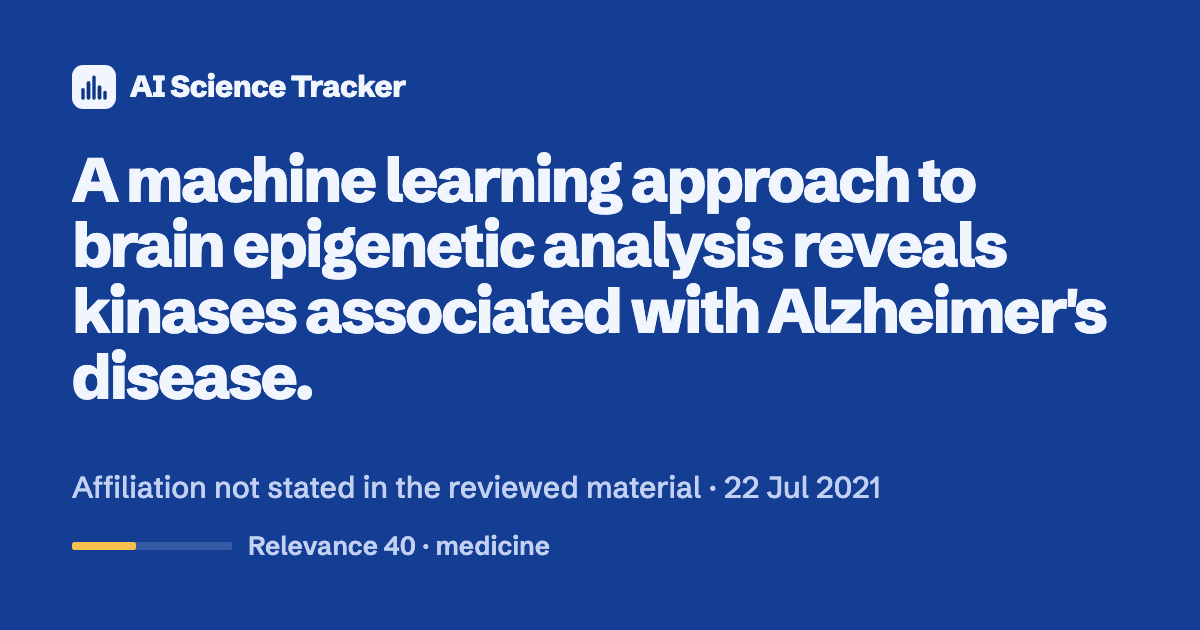 AI Science Tracker
A machine learning approach to
brain epigenetic analysis reveals
kinases associated with Alzheimer's
disease.
Affiliation not stated in the reviewed material · 22 Jul 2021
Relevance 40 · medicine